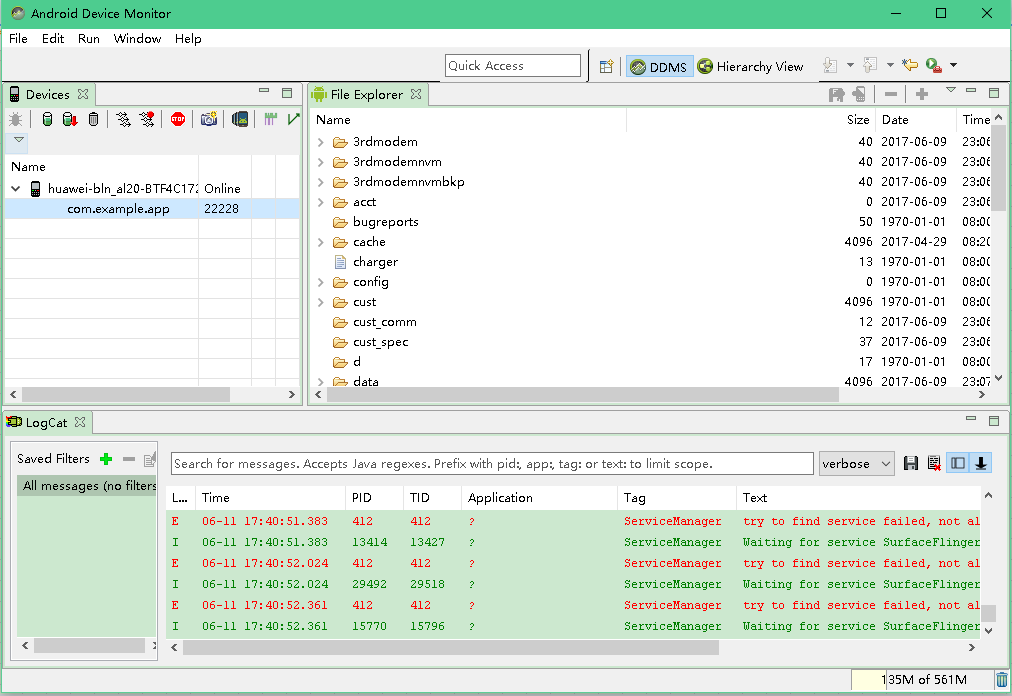 Android Device Monitor
File Edit Run Window Help
Quick Access DDMS Hierarchy View
Devices
Name
huawei-bln_al20-BTF4C172 Online
com.example.app 22228
File Explorer
Name Size Date Time
3rdmodem 40 2017-06-09 23:06
3rdmodemnvm 40 2017-06-09 23:06
3rdmodemnvmbkp 40 2017-06-09 23:06
acct 0 2017-06-09 23:06
bugreports 50 1970-01-01 08:00
cache 4096 2017-04-29 08:20
charger 13 1970-01-01 08:00
config 0 1970-01-01 08:00
cust 4096 1970-01-01 08:00
cust_comm 12 2017-06-09 23:06
cust_spec 37 2017-06-09 23:06
d 17 1970-01-01 08:00
data 4096 2017-06-09 23:07
LogCat
Saved Filters
All messages (no filters
Search for messages. Accepts Java regexes. Prefix with pid:, app:, tag: or text: to limit scope. verbose
L... Time PID TID Application Tag Text
E 06-11 17:40:51.383 412 412 ? ServiceManager try to find service failed, not al
I 06-11 17:40:51.383 13414 13427 ? ServiceManager Waiting for service SurfaceFlinger
E 06-11 17:40:52.024 412 412 ? ServiceManager try to find service failed, not al
I 06-11 17:40:52.024 29492 29518 ? ServiceManager Waiting for service SurfaceFlinger
E 06-11 17:40:52.361 412 412 ? ServiceManager try to find service failed, not al
I 06-11 17:40:52.361 15770 15796 ? ServiceManager Waiting for service SurfaceFlinger
135M of 561M